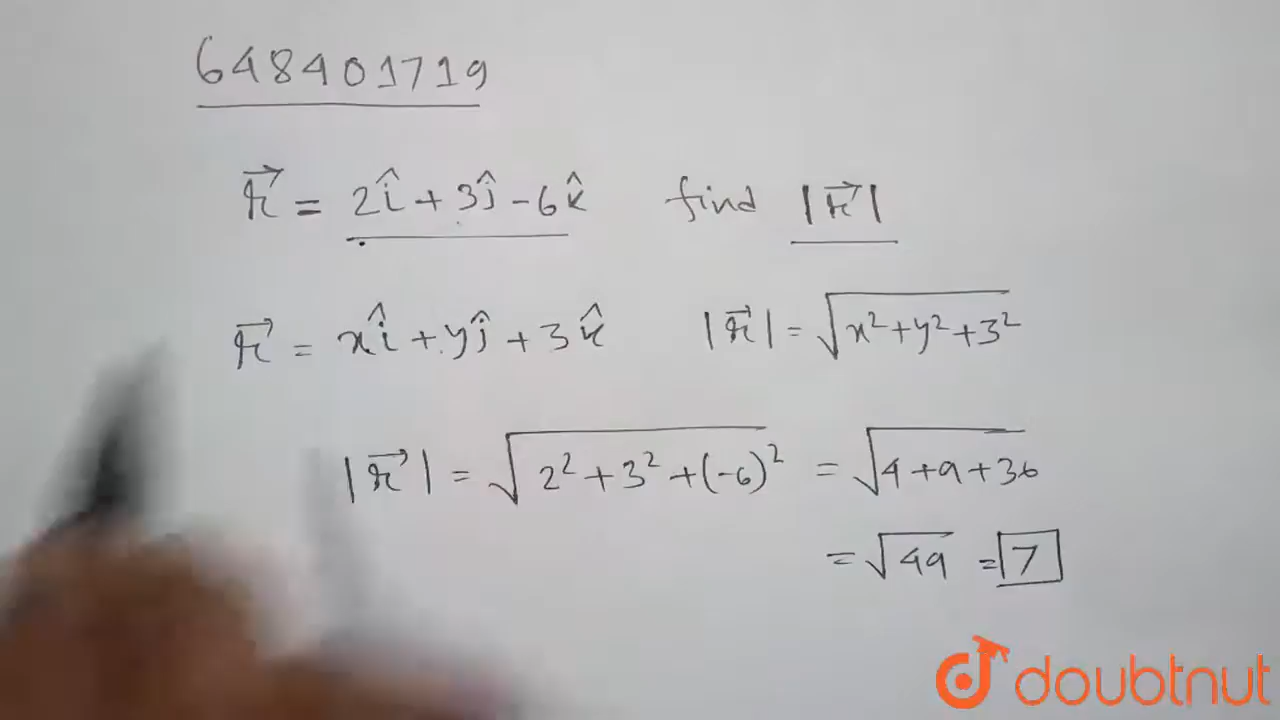 648401719
r⃗ = 2î + 3ĵ - 6k̂ find |r⃗|
r⃗ = xî + yĵ + 3k̂ |r⃗| = √x² + y² + 3²
|r⃗| = √2² + 3² + (-6)² = √4 + 9 + 36
= √49 = 7
doubtnut